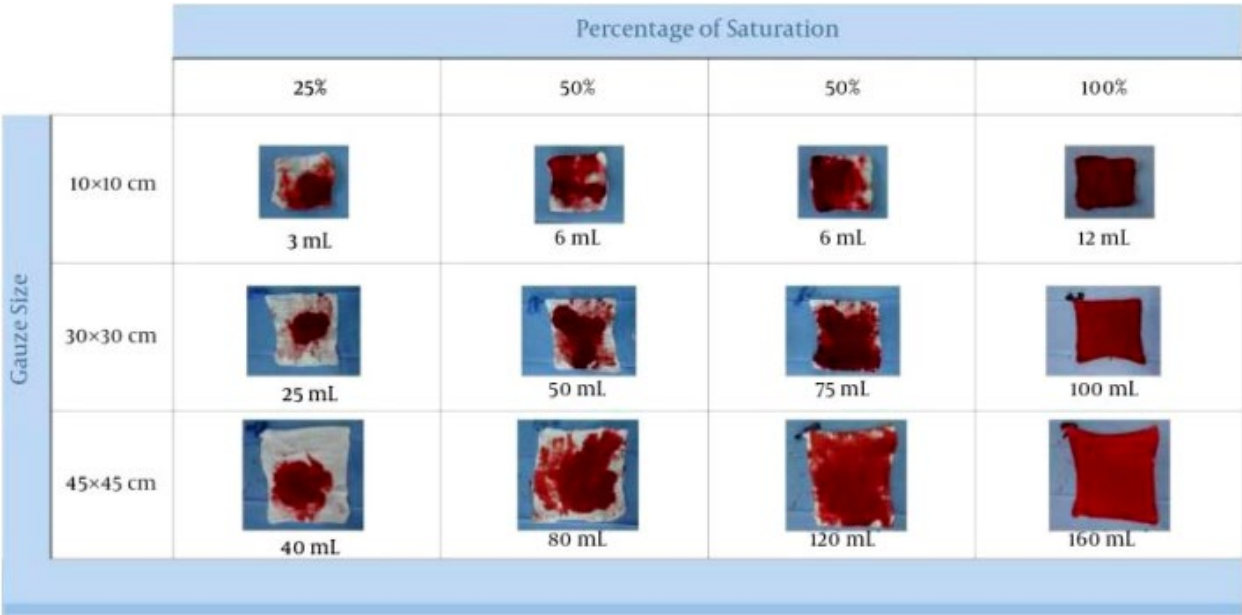 Percentage of Saturation
25% 50% 50% 100%
Gauze Size
10×10 cm
3 mL 6 mL 6 mL 12 mL
30×30 cm
25 mL 50 mL 75 mL 100 mL
45×45 cm
40 mL 80 mL 120 mL 160 mL